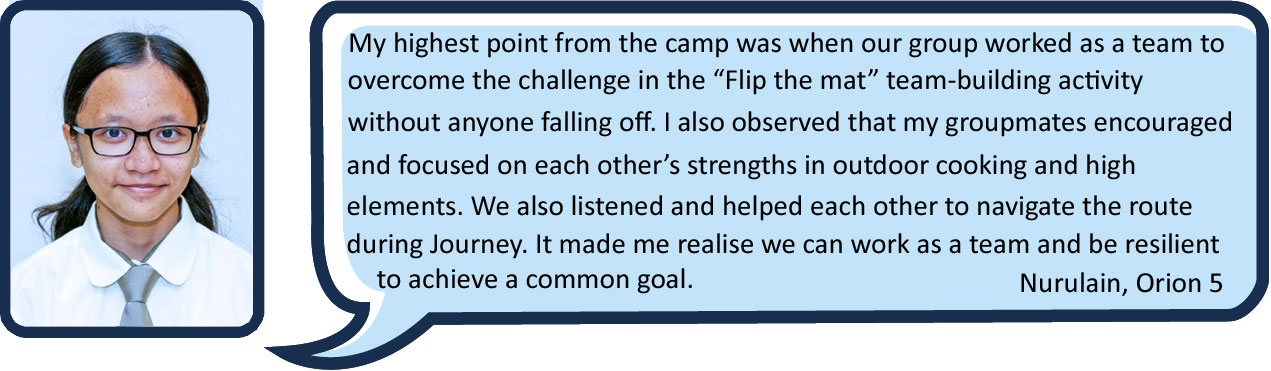 My highest point from the camp was when our group worked as a team to
overcome the challenge in the “Flip the mat” team-building activity
without anyone falling off. I also observed that my groupmates encouraged
and focused on each other’s strengths in outdoor cooking and high
elements. We also listened and helped each other to navigate the route
during Journey. It made me realise we can work as a team and be resilient
to achieve a common goal.
Nurulain, Orion 5